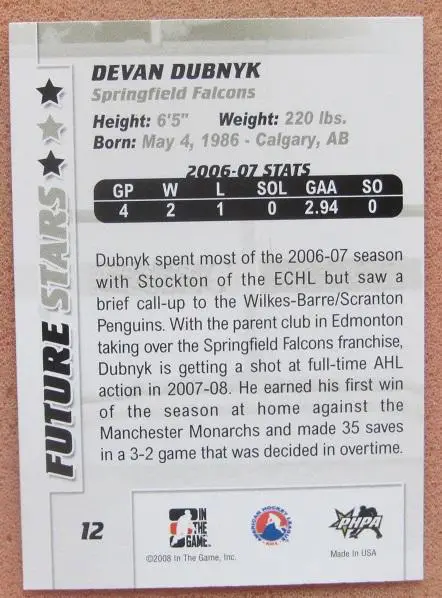 DEVAN DUBNYK
Springfield Falcons
Height: 6'5" Weight: 220 lbs.
Born: May 4, 1986 - Calgary, AB
2006-07 STATS
GP W L SOL GAA SO
4 2 1 0 2.94 0
Dubnyk spent most of the 2006-07 season
with Stockton of the ECHL but saw a
brief call-up to the Wilkes-Barre/Scranton
Penguins. With the parent club in Edmonton
taking over the Springfield Falcons franchise,
Dubnyk is getting a shot at full-time AHL
action in 2007-08. He earned his first win
of the season at home against the
Manchester Monarchs and made 35 saves
in a 3-2 game that was decided in overtime.
FUTURE STARS
12
IN
THE
GAME
©2008 In The Game, Inc.
AMERICAN HOCKEY LEAGUE
PHPA
Made In USA